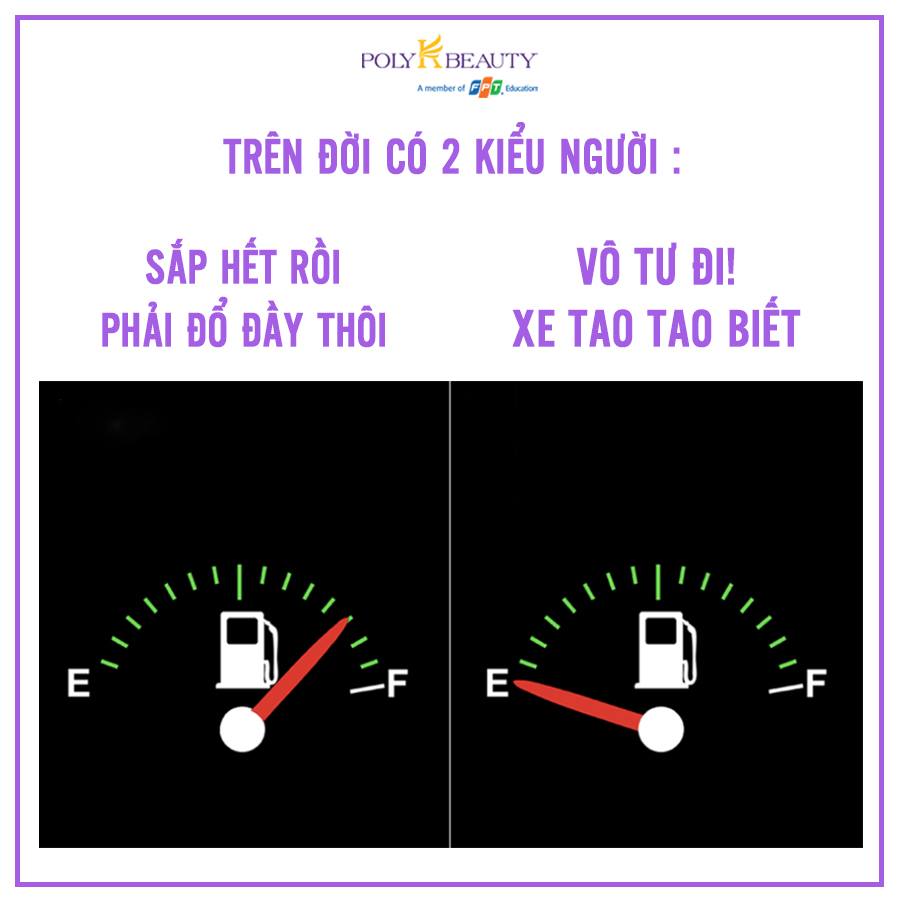 POLY K BEAUTY
A member of FPT Education
TRÊN ĐỜI CÓ 2 KIỂU NGƯỜI :
SẮP HẾT RỒI
PHẢI ĐỔ ĐẦY THÔI
VÔ TƯ ĐI!
XE TAO TAO BIẾT
E F
E F